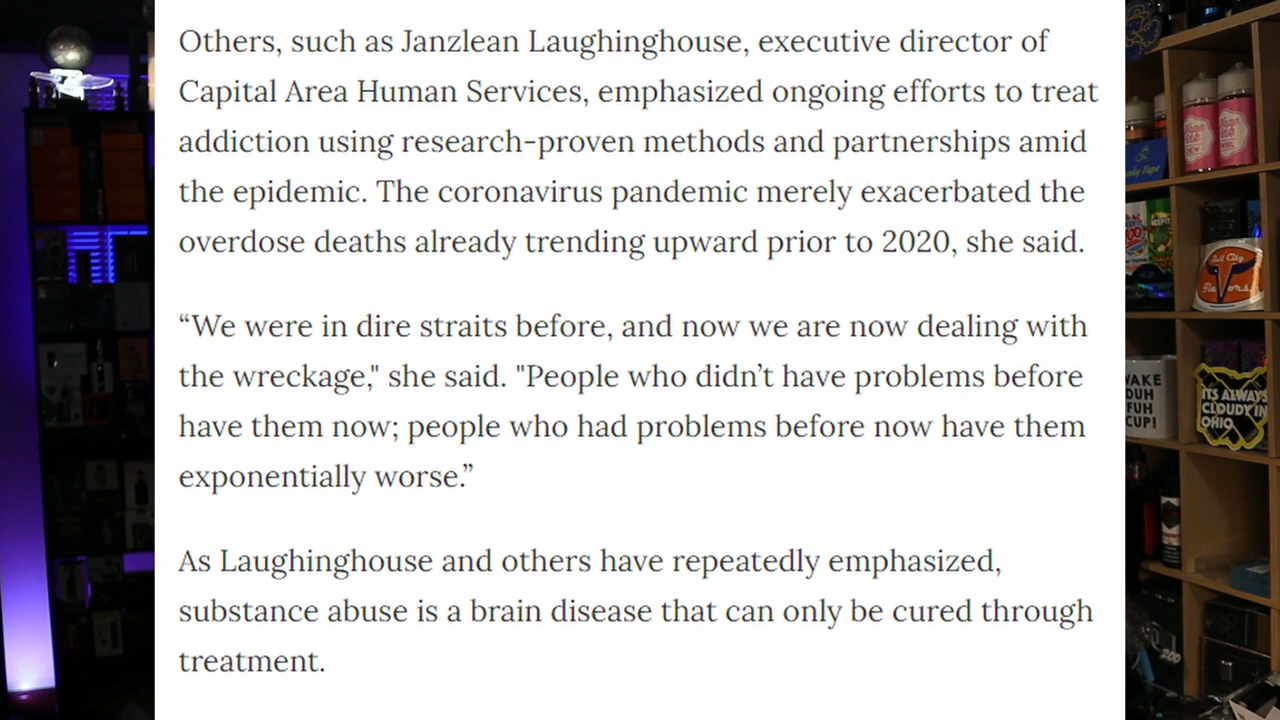 Others, such as Janzlean Laughinghouse, executive director of
Capital Area Human Services, emphasized ongoing efforts to treat
addiction using research-proven methods and partnerships amid
the epidemic. The coronavirus pandemic merely exacerbated the
overdose deaths already trending upward prior to 2020, she said.
“We were in dire straits before, and now we are now dealing with
the wreckage," she said. "People who didn’t have problems before
have them now; people who had problems before now have them
exponentially worse.”
As Laughinghouse and others have repeatedly emphasized,
substance abuse is a brain disease that can only be cured through
treatment.
WAKE
DUH
FUH
CUP!
ITS ALWAYS
CLOUDY IN
OHIO
200